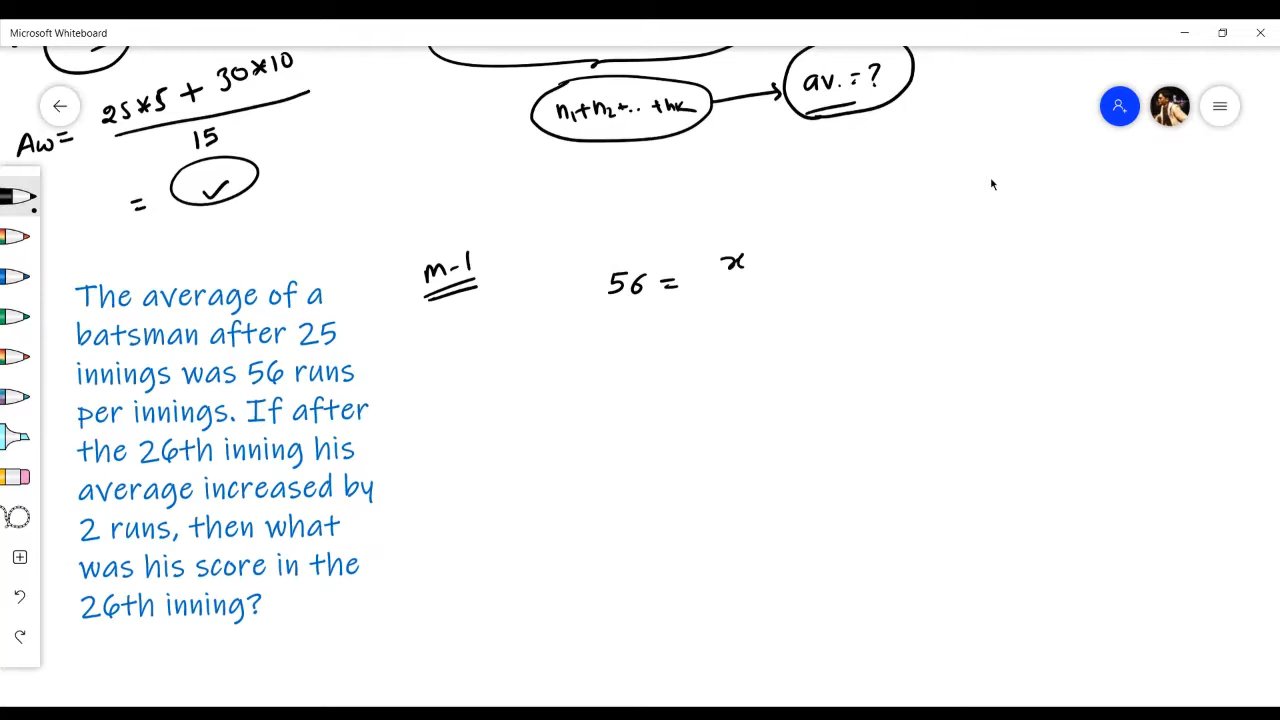 Microsoft Whiteboard
25*5 + 30*10
Aw=
15
=
n1+n2+.. +nk
av. = ?
m-1
56 = x
The average of a
batsman after 25
innings was 56 runs
per innings. If after
the 26th inning his
average increased by
2 runs, then what
was his score in the
26th inning?